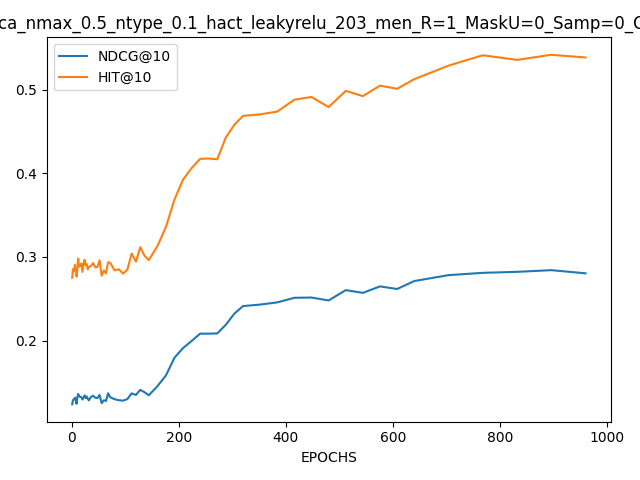 ca_nmax_0.5_ntype_0.1_hact_leakyrelu_203_men_R=1_MaskU=0_Samp=0_C
NDCG@10
HIT@10
0.5
0.4
0.3
0.2
0 200 400 600 800 1000
EPOCHS